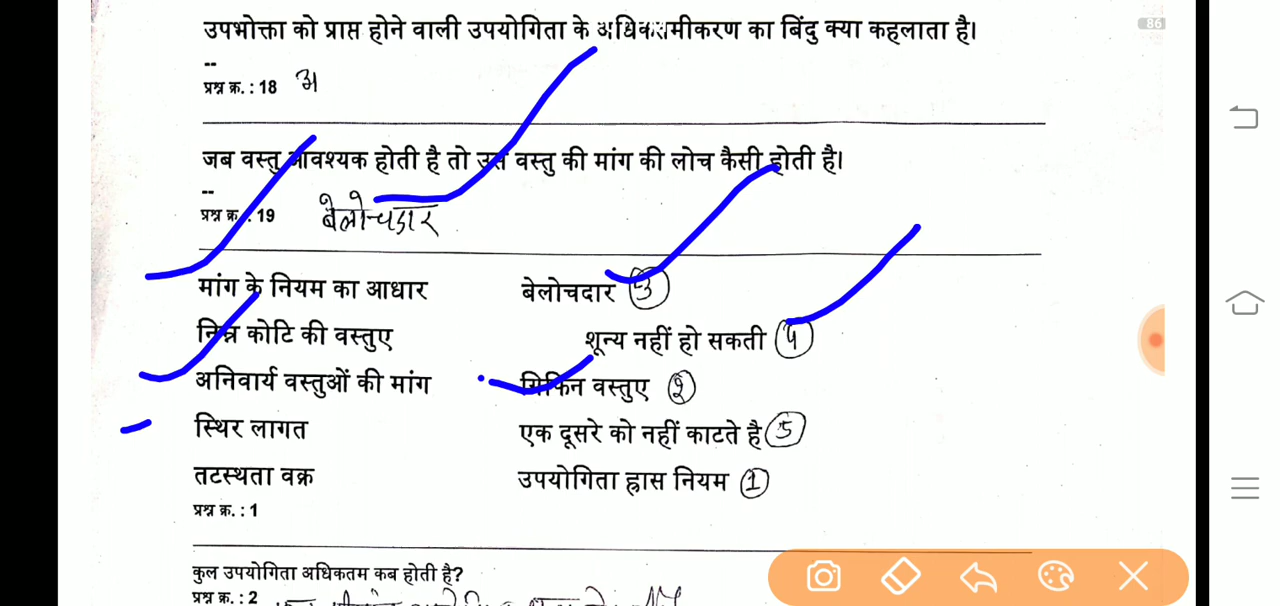 उपभोक्ता को प्राप्त होने वाली उपयोगिता के अधिकतमीकरण का बिंदु क्या कहलाता है।
--
प्रश्न क्र. : 18 अ
जब वस्तु आवश्यक होती है तो उस वस्तु की मांग की लोच कैसी होती है।
--
प्रश्न क्र. : 19 बेलोचदार
मांग के नियम का आधार बेलोचदार 3
निम्न कोटि की वस्तुए शून्य नहीं हो सकती 4
अनिवार्य वस्तुओं की मांग गिफिन वस्तुए 2
स्थिर लागत एक दूसरे को नहीं काटते है 5
तटस्थता वक्र उपयोगिता ह्रास नियम 1
प्रश्न क्र. : 1
कुल उपयोगिता अधिकतम कब होती है?
प्रश्न क्र. : 2
86